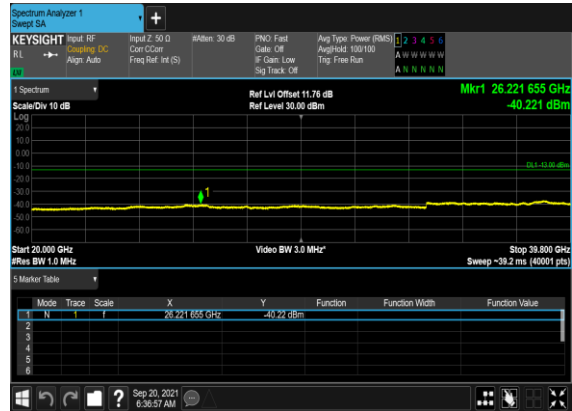 Spectrum Analyzer 1
Swept SA
+
KEYSIGHT Input: RF Input Z: 50 Ω #Atten: 30 dB PNO: Fast Avg Type: Power (RMS) 1 2 3 4 5 6
RL Coupling: DC Corr CCorr Gate: Off Avg|Hold: 100/100 A W W W W W
Align: Auto Freq Ref: Int (S) IF Gain: Low Trig: Free Run
Sig Track: Off A N N N N N
1 Spectrum Ref Lvl Offset 11.76 dB Mkr1 26.221 655 GHz
Scale/Div 10 dB Ref Level 30.00 dBm -40.221 dBm
Log
20.0
10.0
0.00
-10.0
DL1 -13.00 dBm
-20.0
-30.0
1
-40.0
-50.0
-60.0
Start 20.000 GHz Video BW 3.0 MHz* Stop 39.800 GHz
#Res BW 1.0 MHz Sweep ~39.2 ms (40001 pts)
5 Marker Table
Mode Trace Scale X Y Function Function Width Function Value
1 N 1 f 26.221 655 GHz -40.22 dBm
2
3
4
5
6
? Sep 20, 2021
6:36:57 AM